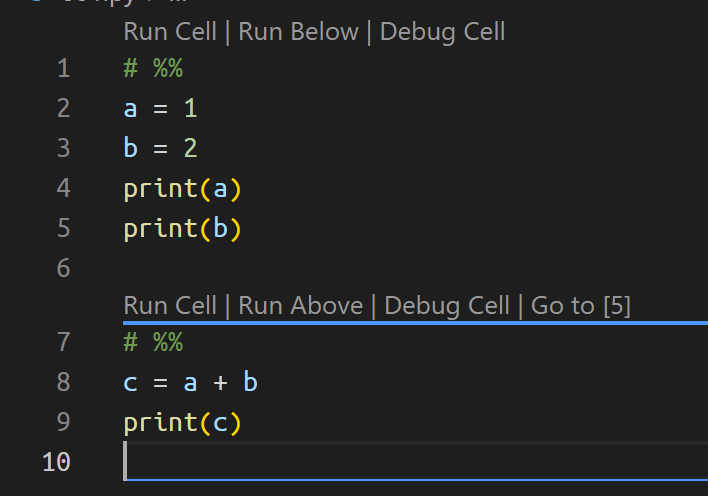 Run Cell | Run Below | Debug Cell
1 # %%
2 a = 1
3 b = 2
4 print(a)
5 print(b)
6
Run Cell | Run Above | Debug Cell | Go to [5]
7 # %%
8 c = a + b
9 print(c)
10